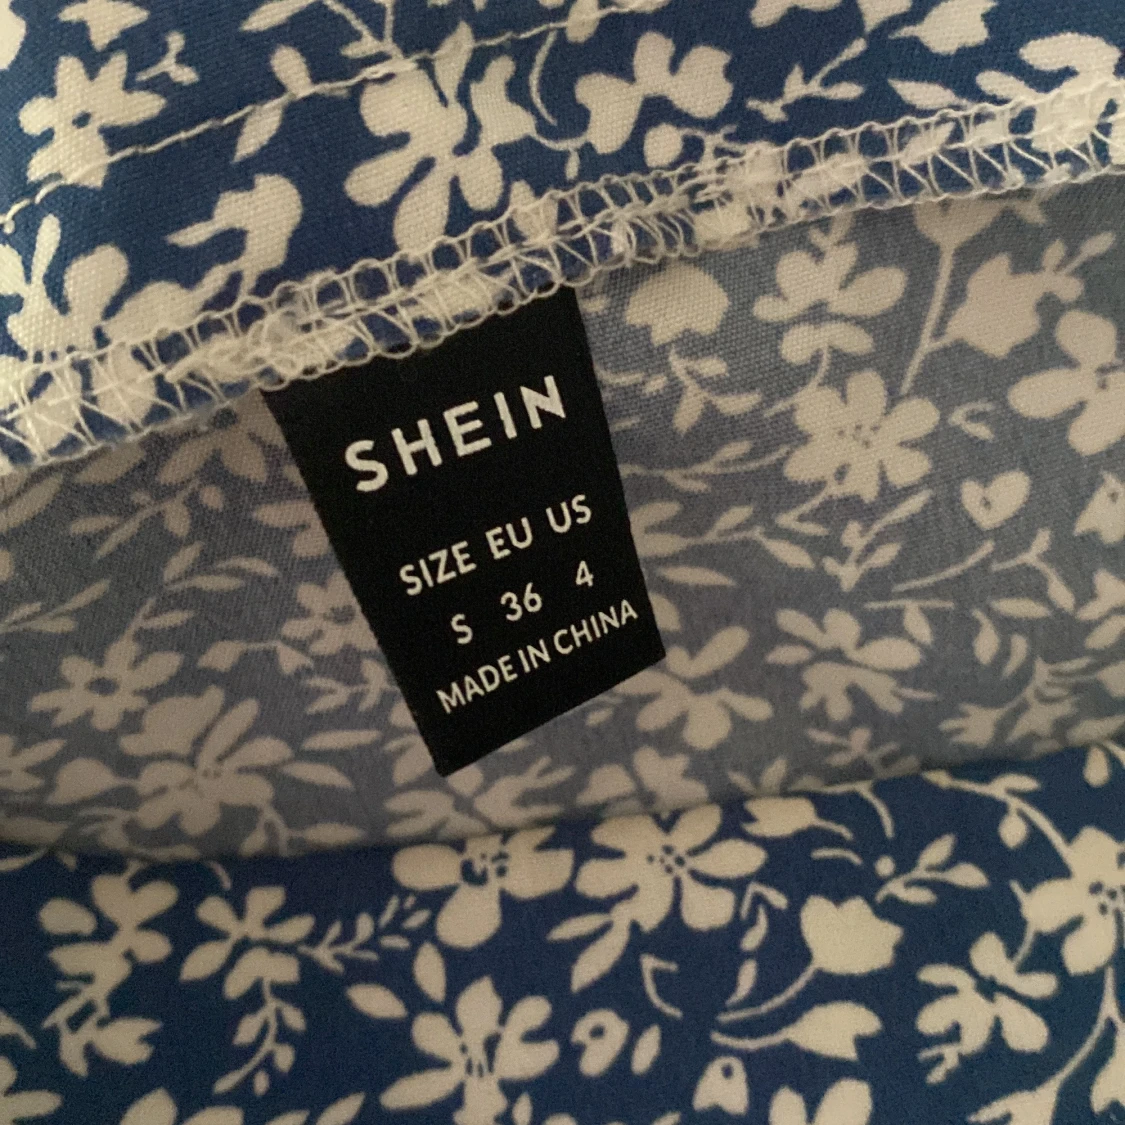 SHEIN
SIZE EU US
S 36 4
MADE IN CHINA